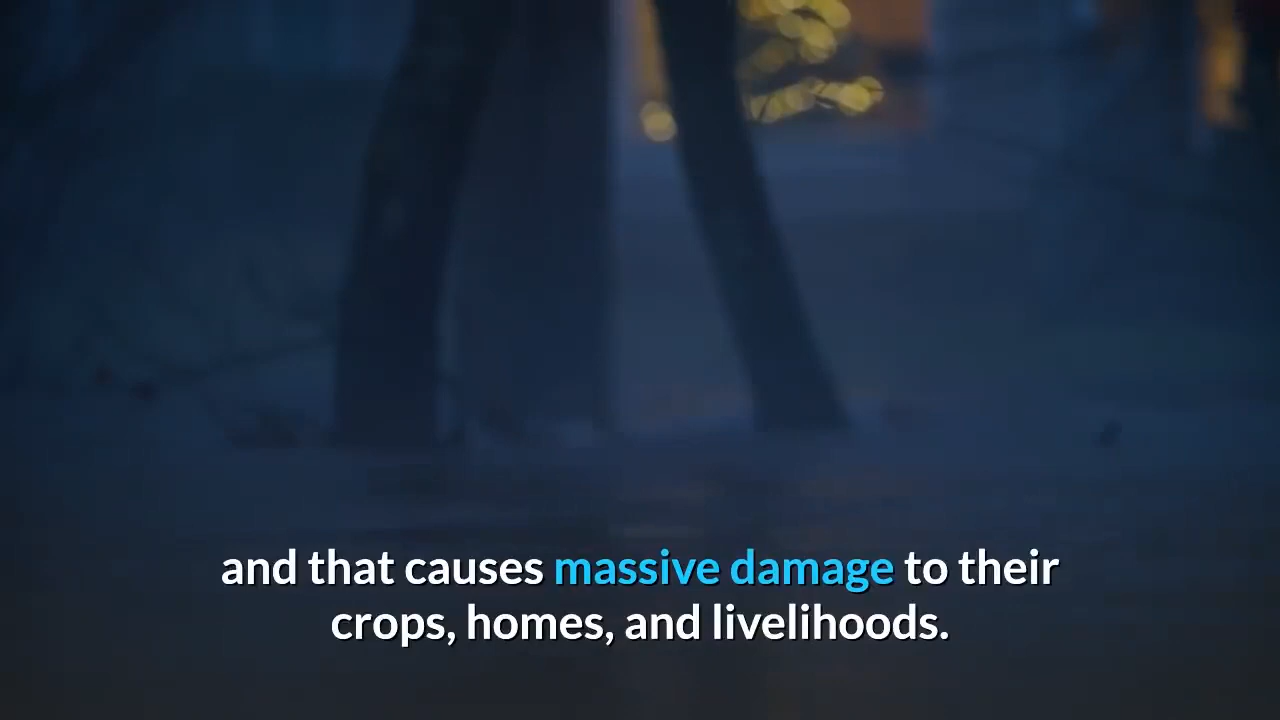 and that causes massive damage to their
crops, homes, and livelihoods.